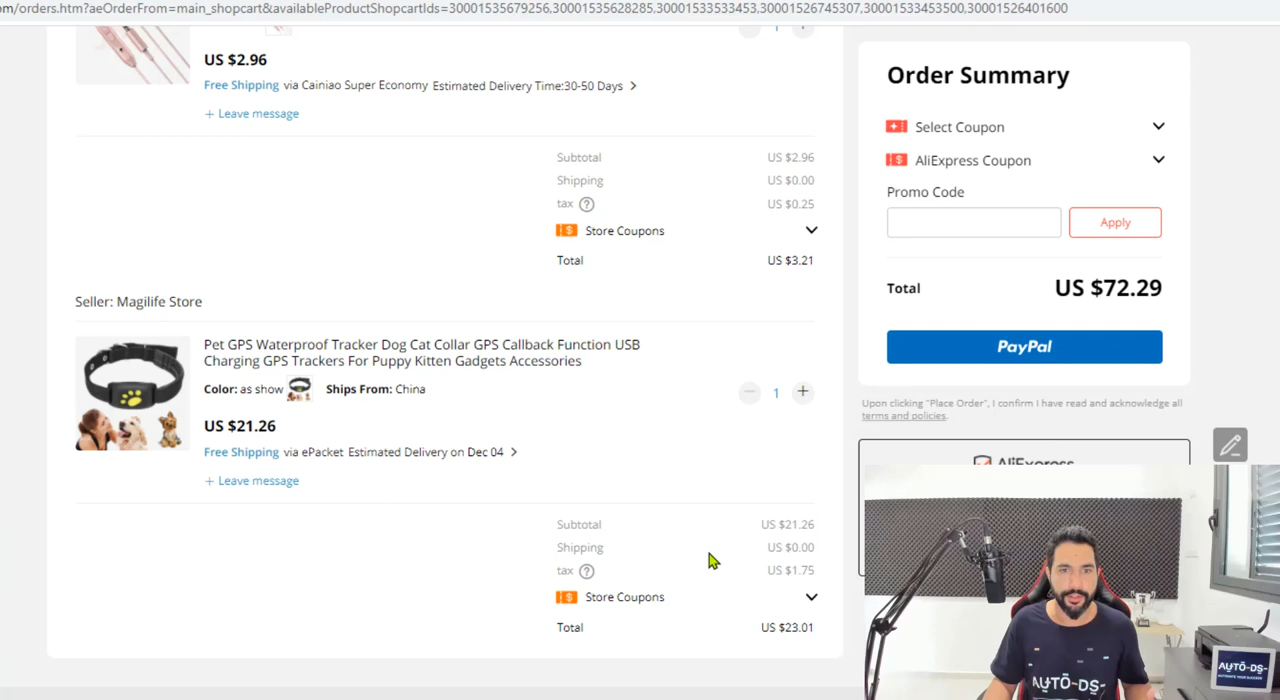 om/orders.htm?aeOrderFrom=main_shopcart&availableProductShopcartIds=30001535679256,30001535628285,30001533533453,30001526745307,30001533453500,30001526401600
US $2.96
Free Shipping via Cainiao Super Economy Estimated Delivery Time:30-50 Days >
+ Leave message
Subtotal US $2.96
Shipping US $0.00
tax ? US $0.25
$ Store Coupons
Total US $3.21
Seller: Magilife Store
Pet GPS Waterproof Tracker Dog Cat Collar GPS Callback Function USB
Charging GPS Trackers For Puppy Kitten Gadgets Accessories
Color: as show Ships From: China
− 1 +
US $21.26
Free Shipping via ePacket Estimated Delivery on Dec 04 >
+ Leave message
Subtotal US $21.26
Shipping US $0.00
tax ? US $1.75
$ Store Coupons
Total US $23.01
Order Summary
Select Coupon
$ AliExpress Coupon
Promo Code
Apply
Total US $72.29
PayPal
Upon clicking "Place Order", I confirm I have read and acknowledge all
terms and policies.
AliExpress
AUTO-DS-
AUTO-DS-
AUTOMATE YOUR SUCCESS